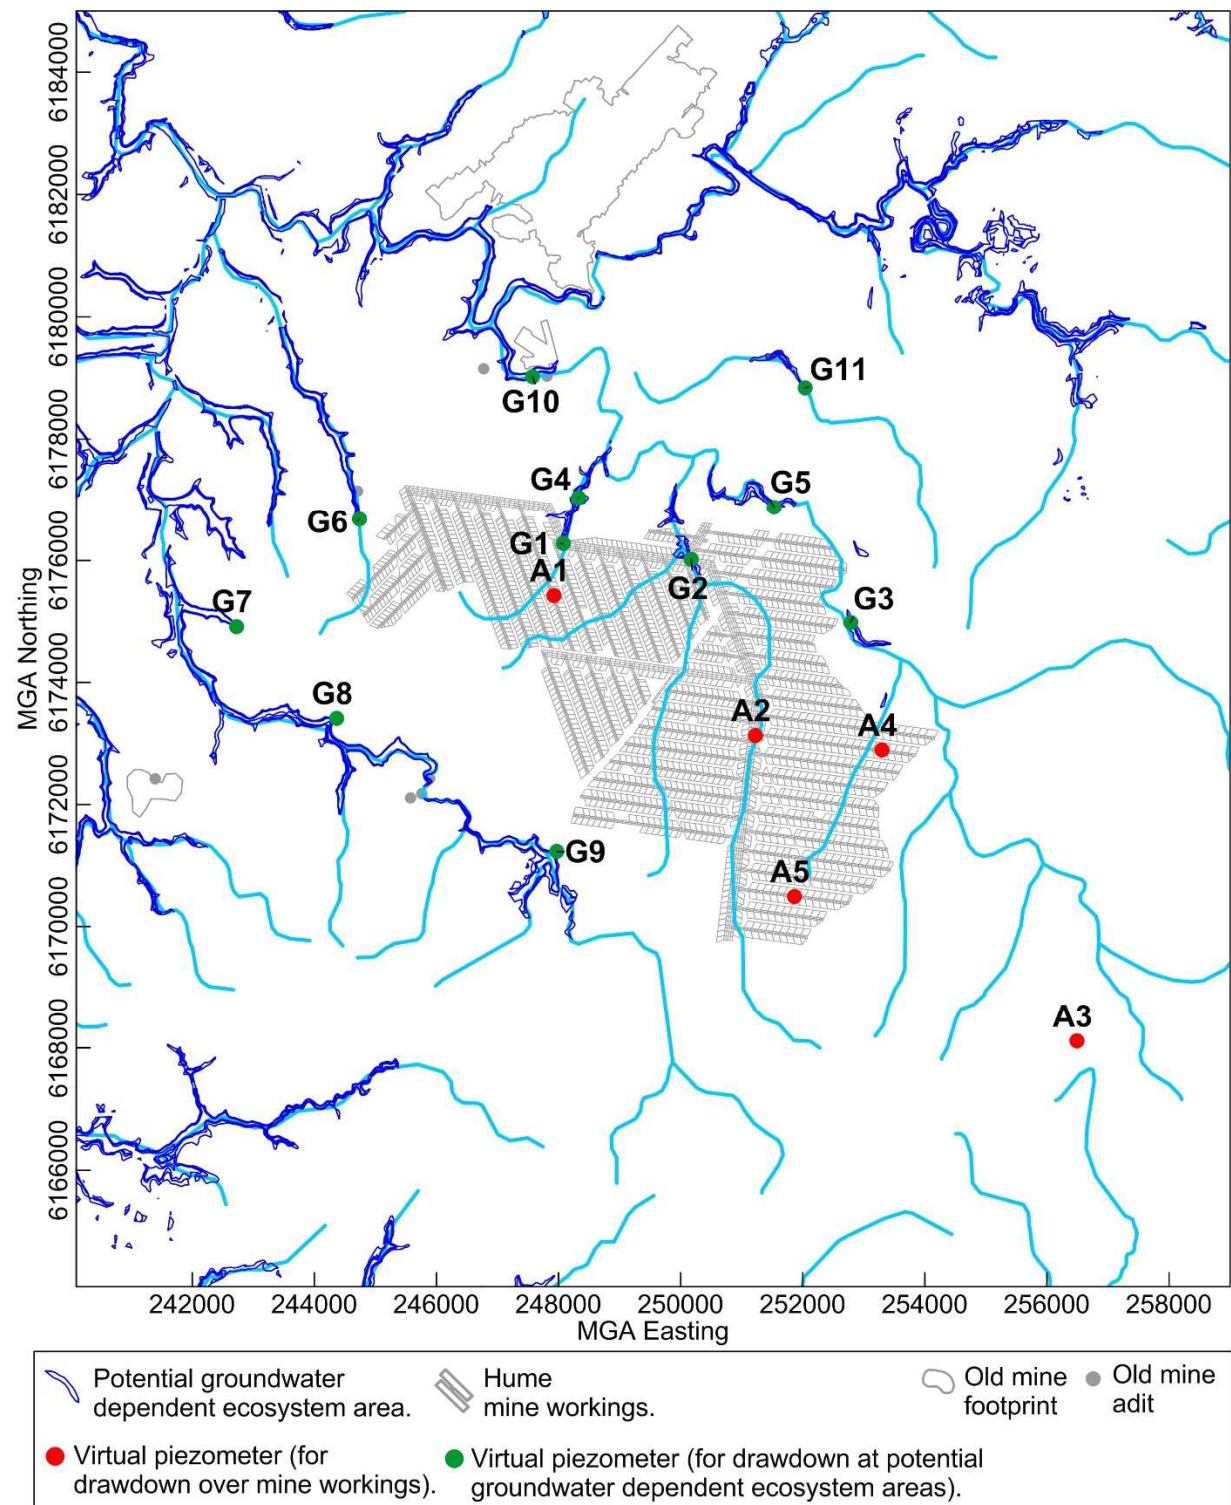 6184000
6182000
6180000
6178000
6176000
6174000
6172000
6170000
6168000
6166000
MGA Northing
G11
G10
G4
G5
G6
G1
A1
G2
G7
G3
G8
A2
A4
G9
A5
A3
242000
244000
246000
248000
250000
252000
254000
256000
258000
MGA Easting
Potential groundwater
dependent ecosystem area.
Hume
mine workings.
Old mine
footprint
Old mine
adit
Virtual piezometer (for
drawdown over mine workings).
Virtual piezometer (for drawdown at potential
groundwater dependent ecosystem areas).